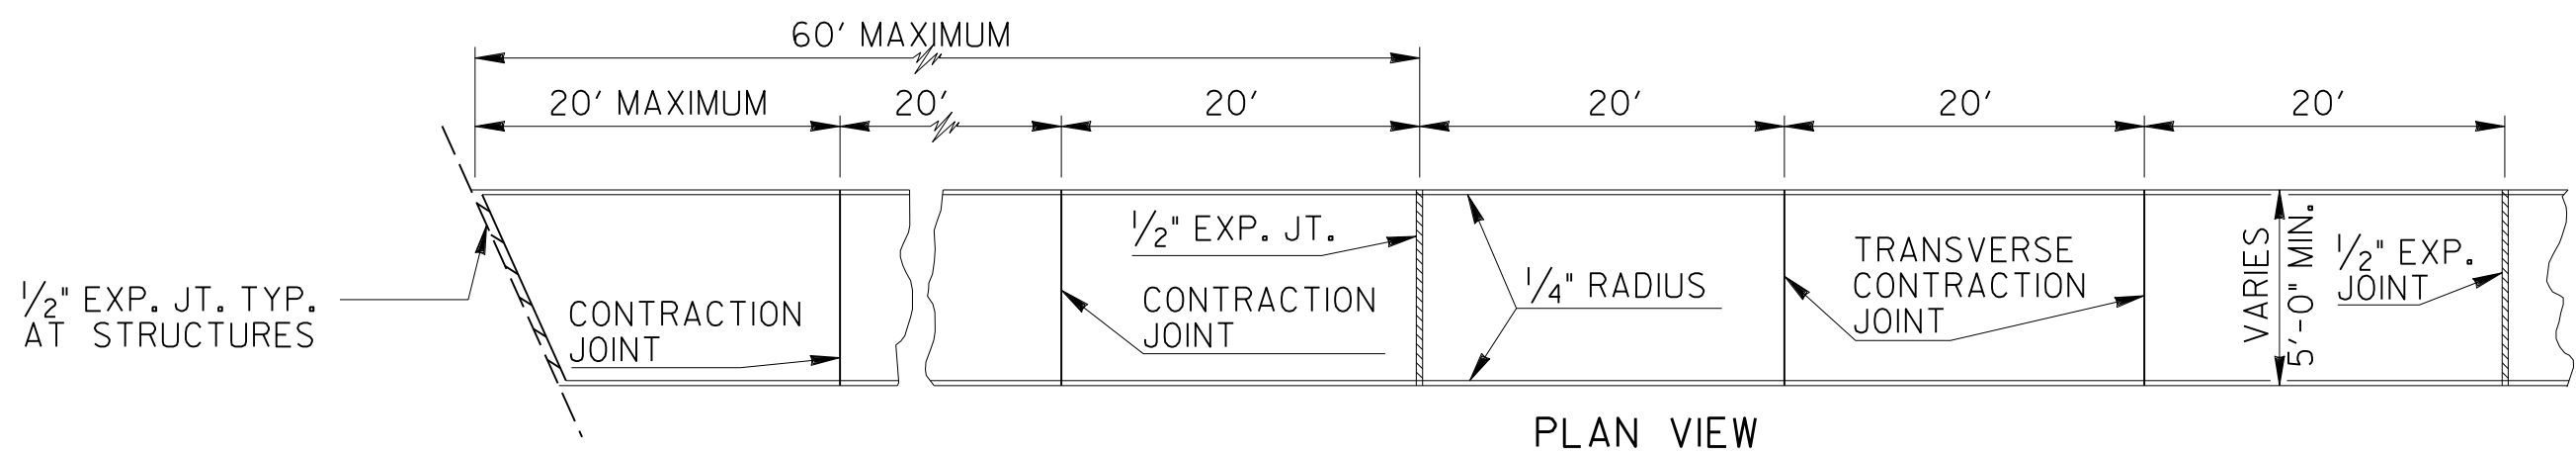 60' MAXIMUM
20' MAXIMUM
20'
20'
20'
20'
20'
1/2" EXP. JT. TYP.
AT STRUCTURES
CONTRACTION
JOINT
1/2" EXP. JT.
CONTRACTION
JOINT
1/4" RADIUS
TRANSVERSE
CONTRACTION
JOINT
VARIES
5'-0" MIN.
1/2" EXP.
JOINT
PLAN VIEW